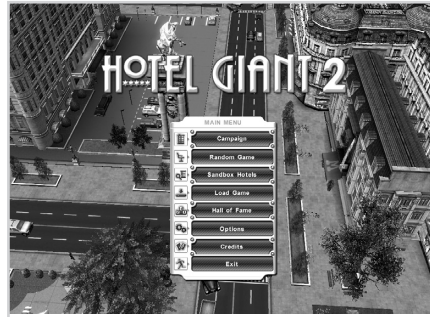 HOTEL GIANT 2
MAIN MENU
Campaign
Random Game
Sandbox Hotels
Load Game
Hall of Fame
Options
Credits
Exit